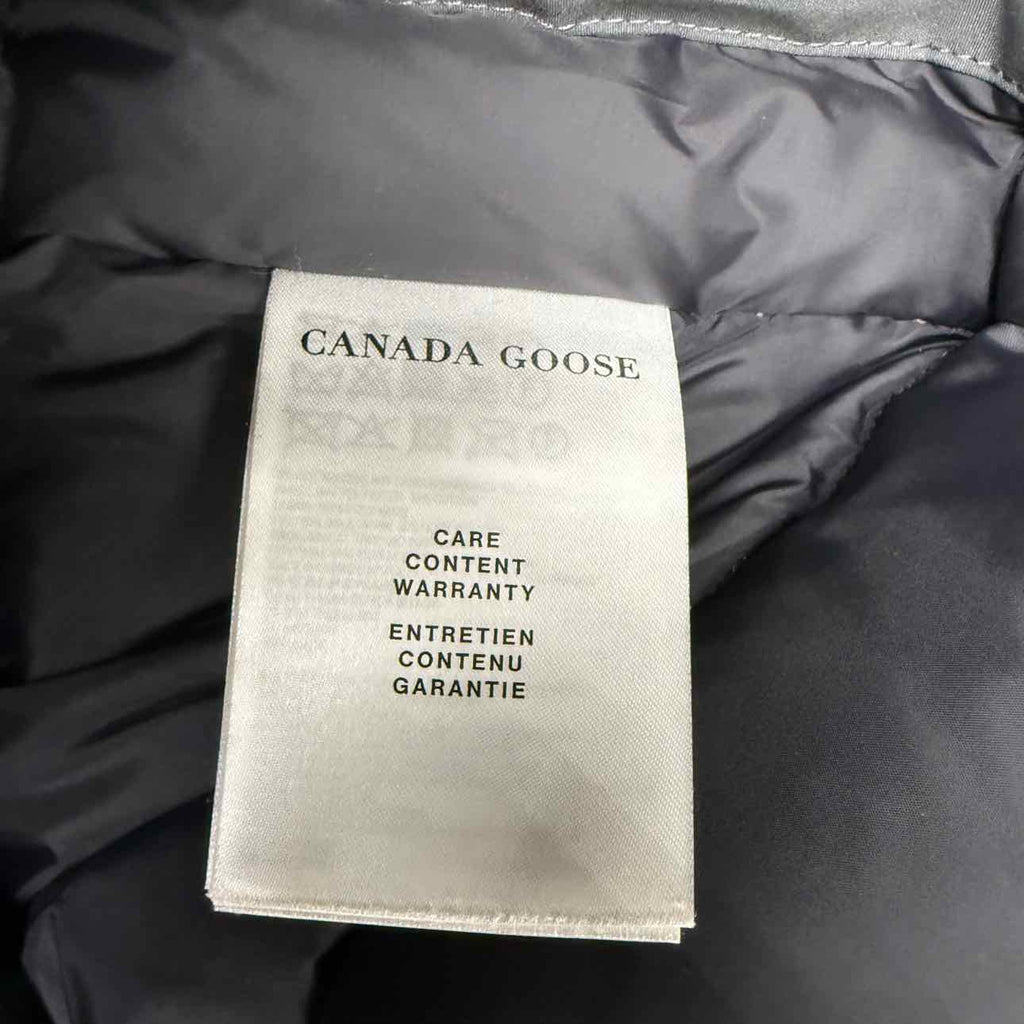 CANADA GOOSE
CARE
CONTENT
WARRANTY
ENTRETIEN
CONTENU
GARANTIE